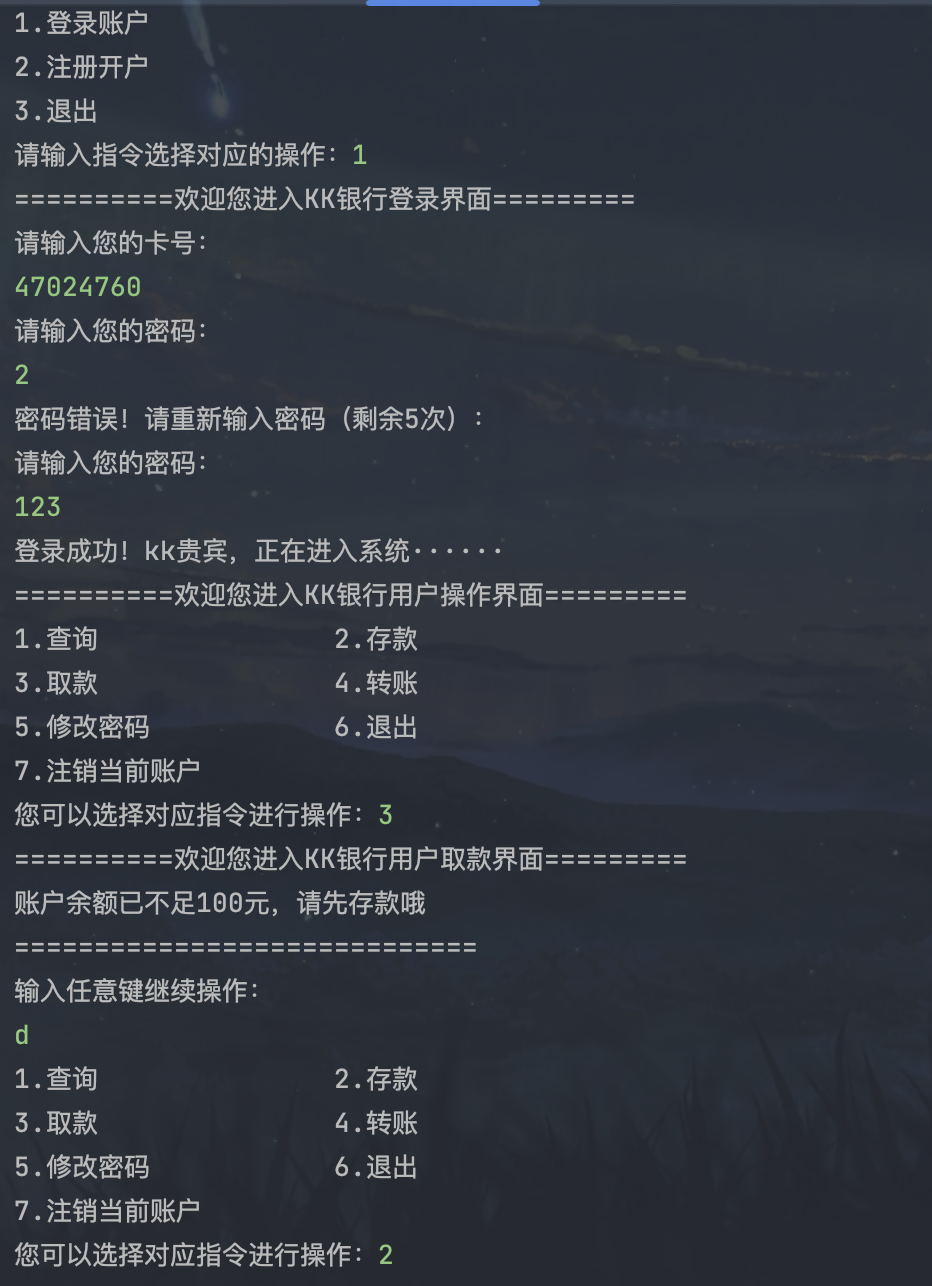 1.登录账户
2.注册开户
3.退出
请输入指令选择对应的操作：1
==========欢迎您进入KK银行登录界面=========
请输入您的卡号：
47024760
请输入您的密码：
2
密码错误！请重新输入密码（剩余5次）：
请输入您的密码：
123
登录成功！kk贵宾，正在进入系统······
==========欢迎您进入KK银行用户操作界面=========
1.查询 2.存款
3.取款 4.转账
5.修改密码 6.退出
7.注销当前账户
您可以选择对应指令进行操作：3
==========欢迎您进入KK银行用户取款界面=========
账户余额已不足100元，请先存款哦
=============================
输入任意键继续操作：
d
1.查询 2.存款
3.取款 4.转账
5.修改密码 6.退出
7.注销当前账户
您可以选择对应指令进行操作：2